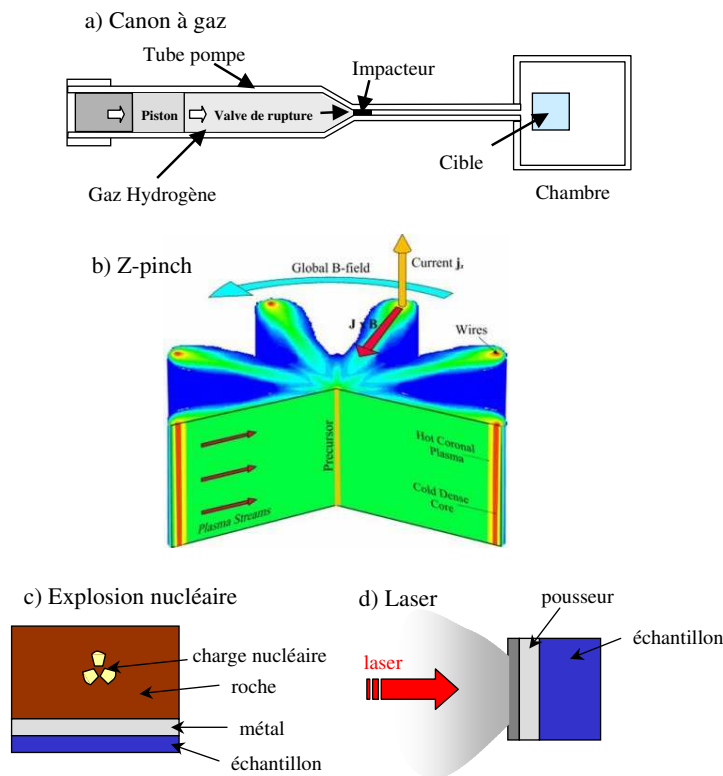 a) Canon à gaz
Tube pompe
Impacteur
Piston
Valve de rupture
Cible
Gaz Hydrogène
Chambre
b) Z-pinch
Global B-field
Current j
J x B
Wires
Precursor
Hot Coronal
Plasma
Cold Dense
Core
Plasma Streams
c) Explosion nucléaire
charge nucléaire
roche
métal
échantillon
d) Laser
pousseur
échantillon
laser